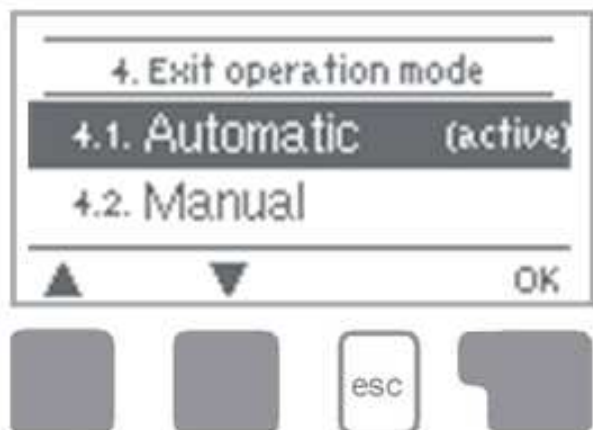 4. Exit operation mode
4.1. Automatic (active)
4.2. Manual
▲ ▼ OK
esc